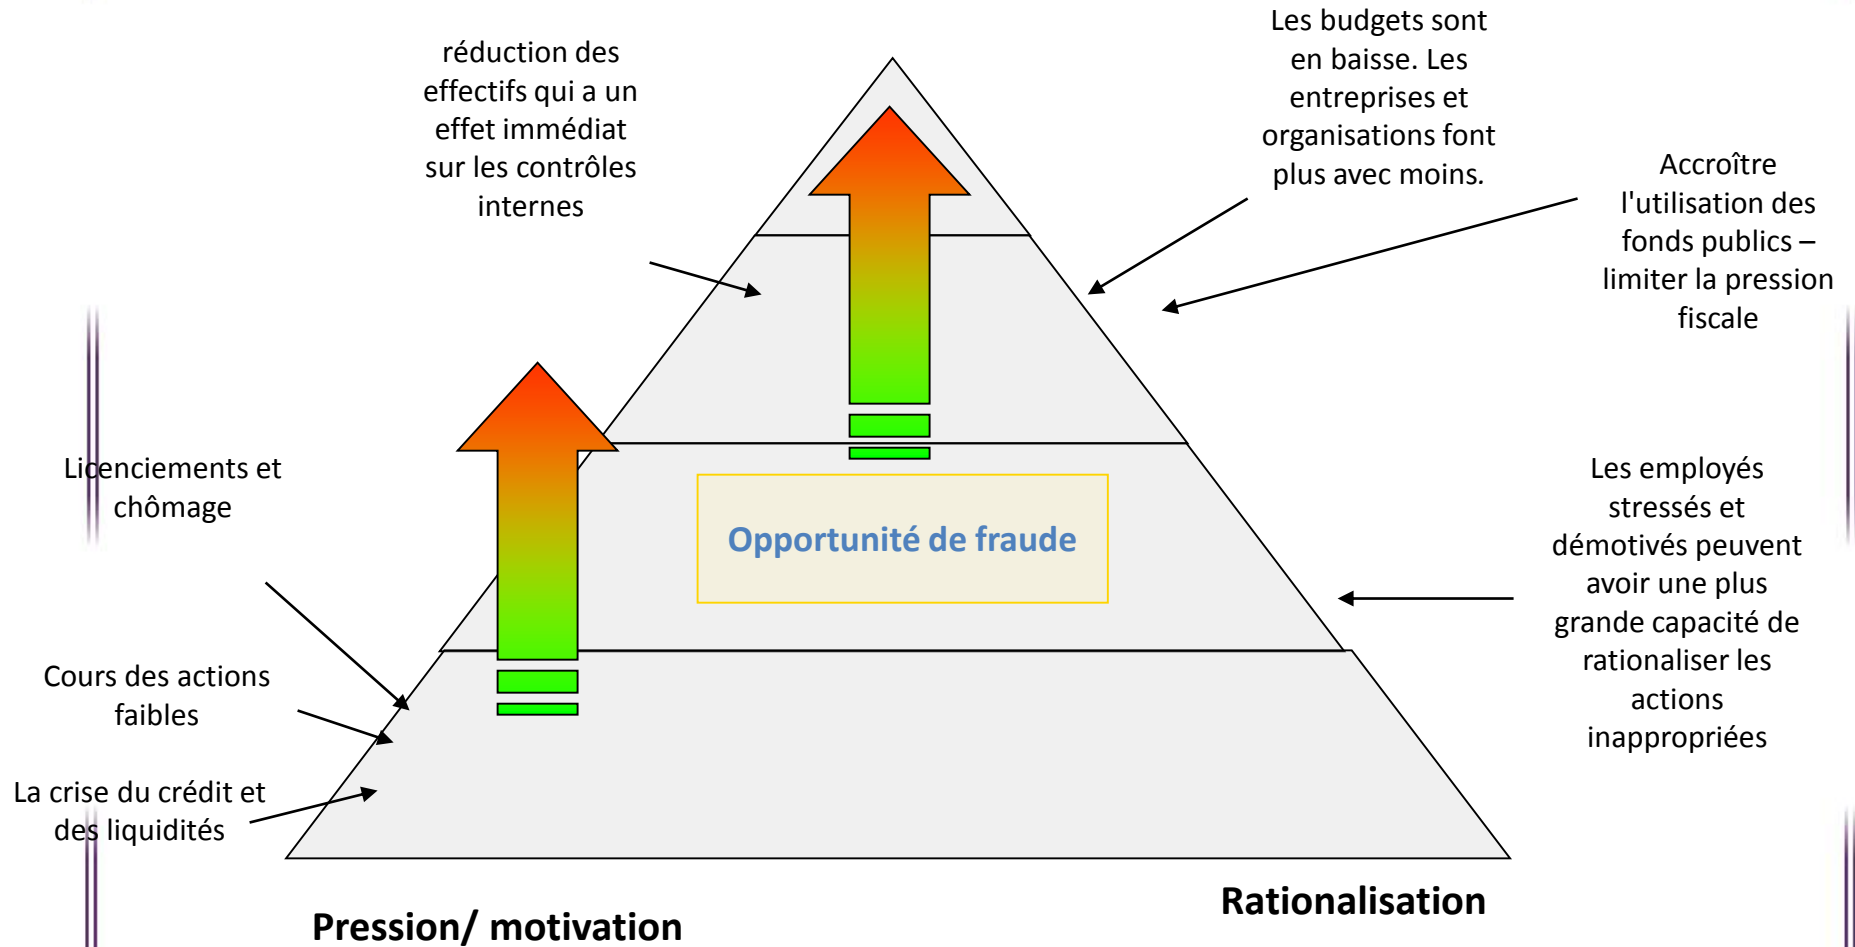 réduction des
effectifs qui a un
effet immédiat
sur les contrôles
internes
Les budgets sont
en baisse. Les
entreprises et
organisations font
plus avec moins.
Accroître
l'utilisation des
fonds publics –
limiter la pression
fiscale
Licenciements et
chômage
Opportunité de fraude
Les employés
stressés et
démotivés peuvent
avoir une plus
grande capacité de
rationaliser les
actions
inappropriées
Cours des actions
faibles
La crise du crédit et
des liquidités
Pression/ motivation
Rationalisation